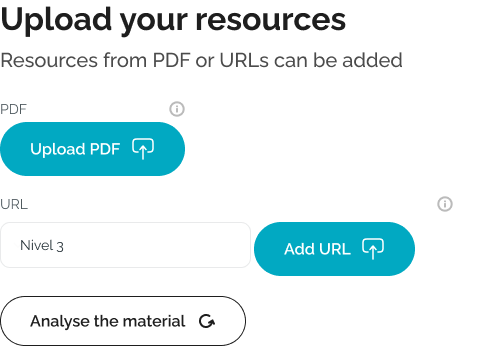 Upload your resources
Resources from PDF or URLs can be added
PDF
Upload PDF
URL
Nivel 3
Add URL
Analyse the material